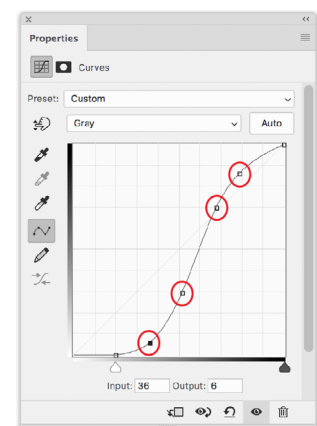 Properties
Curves
Preset: Custom
Gray Auto
Input: 36 Output: 6